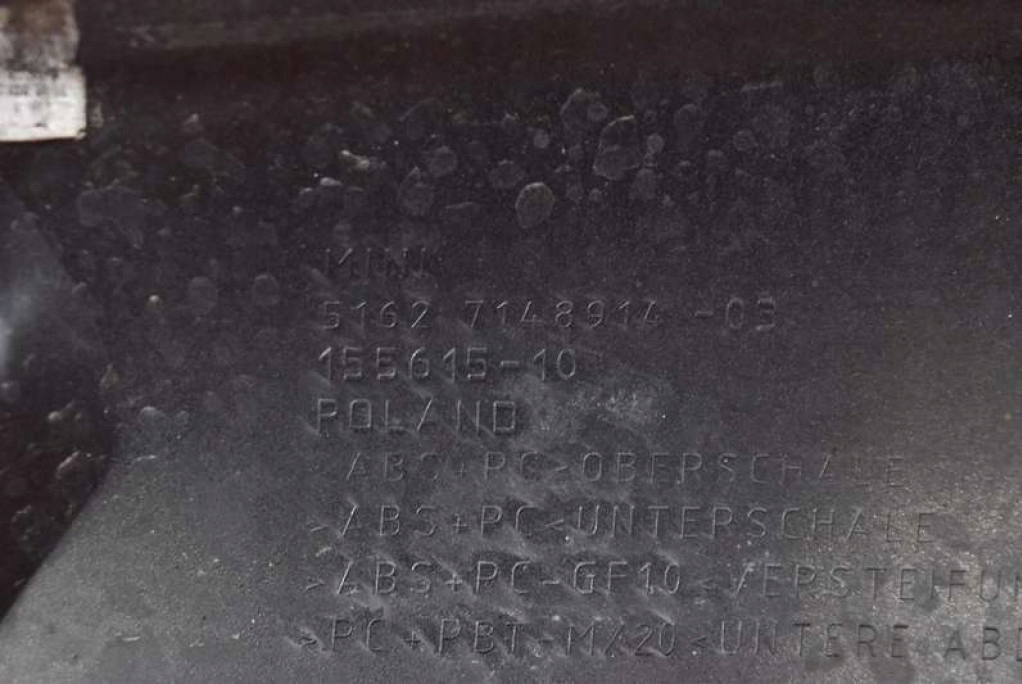 MINI
5162 7148914 -03
155615-10
POLAND
ABS+PC>OBERSCHALE
>ABS+PC<UNTERSCHALE
>ABS+PC-GF10<VERSTEIFUN
>PC+PBT-MX20<UNTERE ABD